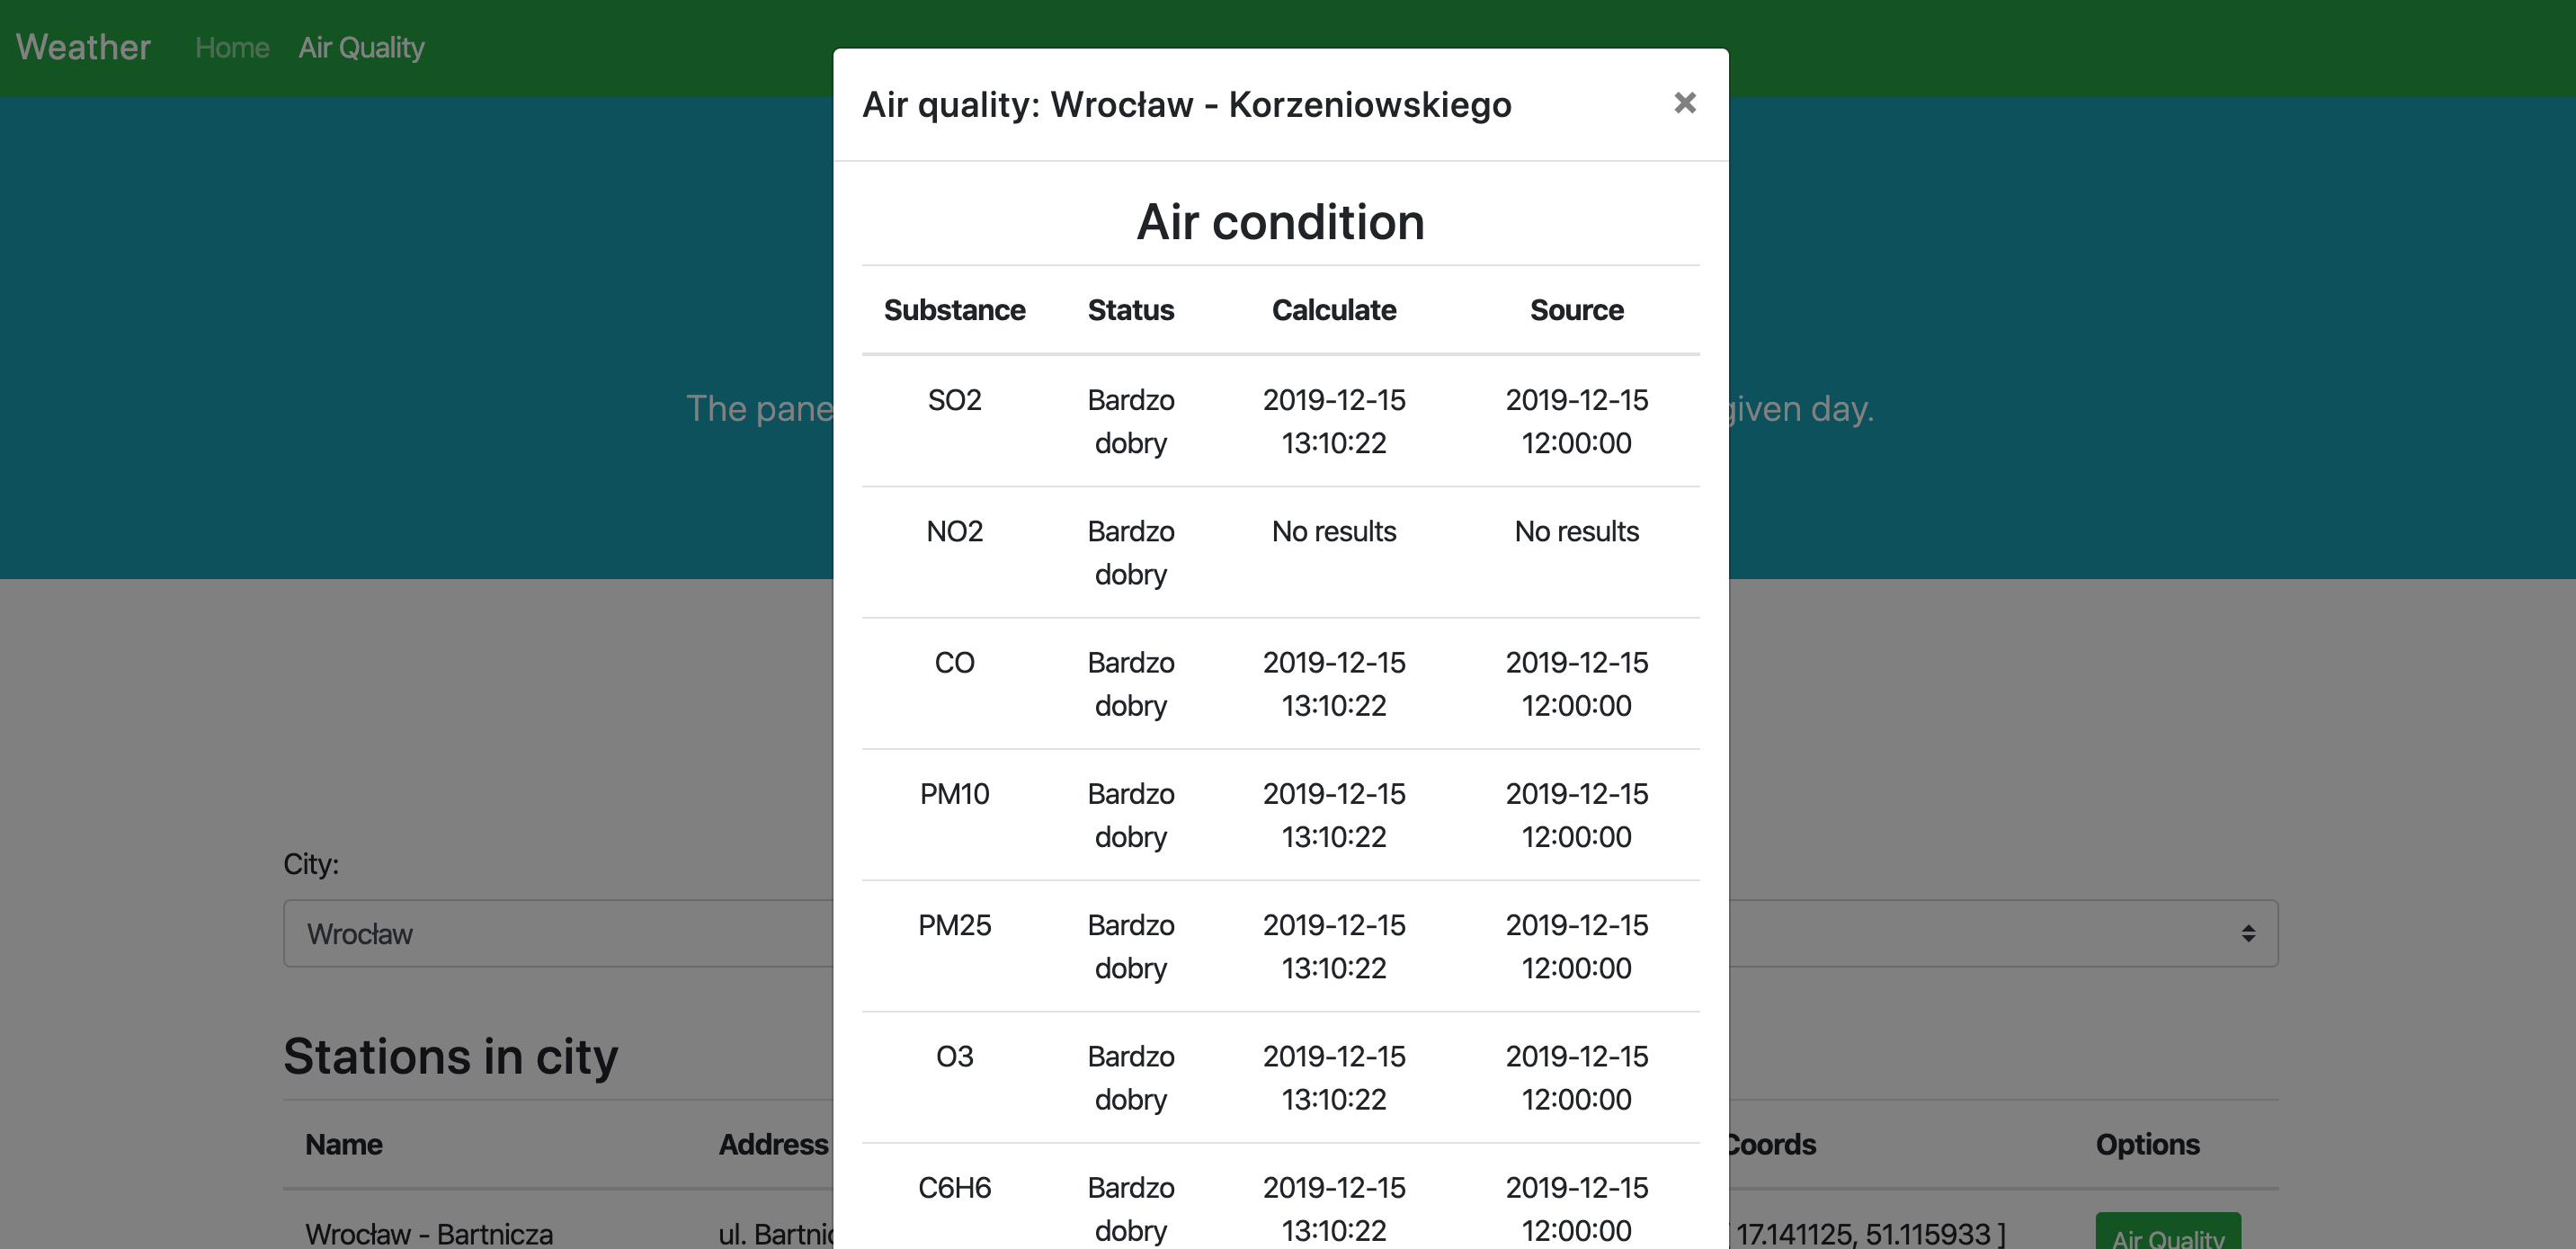 Weather Home Air Quality
Air quality: Wrocław - Korzeniowskiego ×
Air condition
Substance Status Calculate Source
SO2 Bardzo dobry 2019-12-15 13:10:22 2019-12-15 12:00:00
NO2 Bardzo dobry No results No results
CO Bardzo dobry 2019-12-15 13:10:22 2019-12-15 12:00:00
PM10 Bardzo dobry 2019-12-15 13:10:22 2019-12-15 12:00:00
PM25 Bardzo dobry 2019-12-15 13:10:22 2019-12-15 12:00:00
O3 Bardzo dobry 2019-12-15 13:10:22 2019-12-15 12:00:00
C6H6 Bardzo dobry 2019-12-15 13:10:22 2019-12-15 12:00:00
The given day.
City:
Wrocław
Stations in city
Name Address Coords Options
Wrocław - Bartnicza ul. 17.141125, 51.115933 ] Air Quality